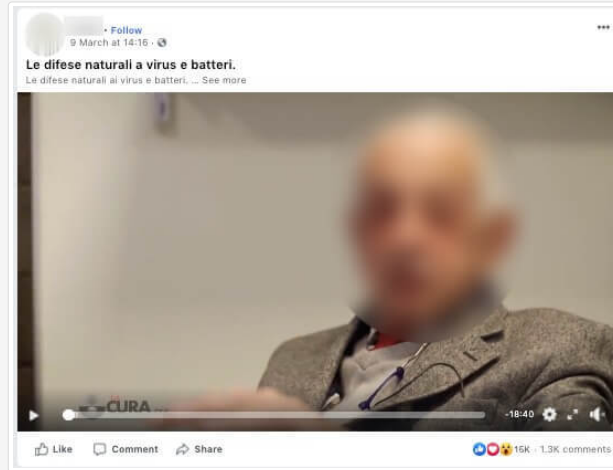 • Follow
9 March at 14:16 ·
Le difese naturali a virus e batteri.
Le difese naturali ai virus e batteri. ... See more
CURA
-18:40
Like Comment Share 16K · 1.3K comments